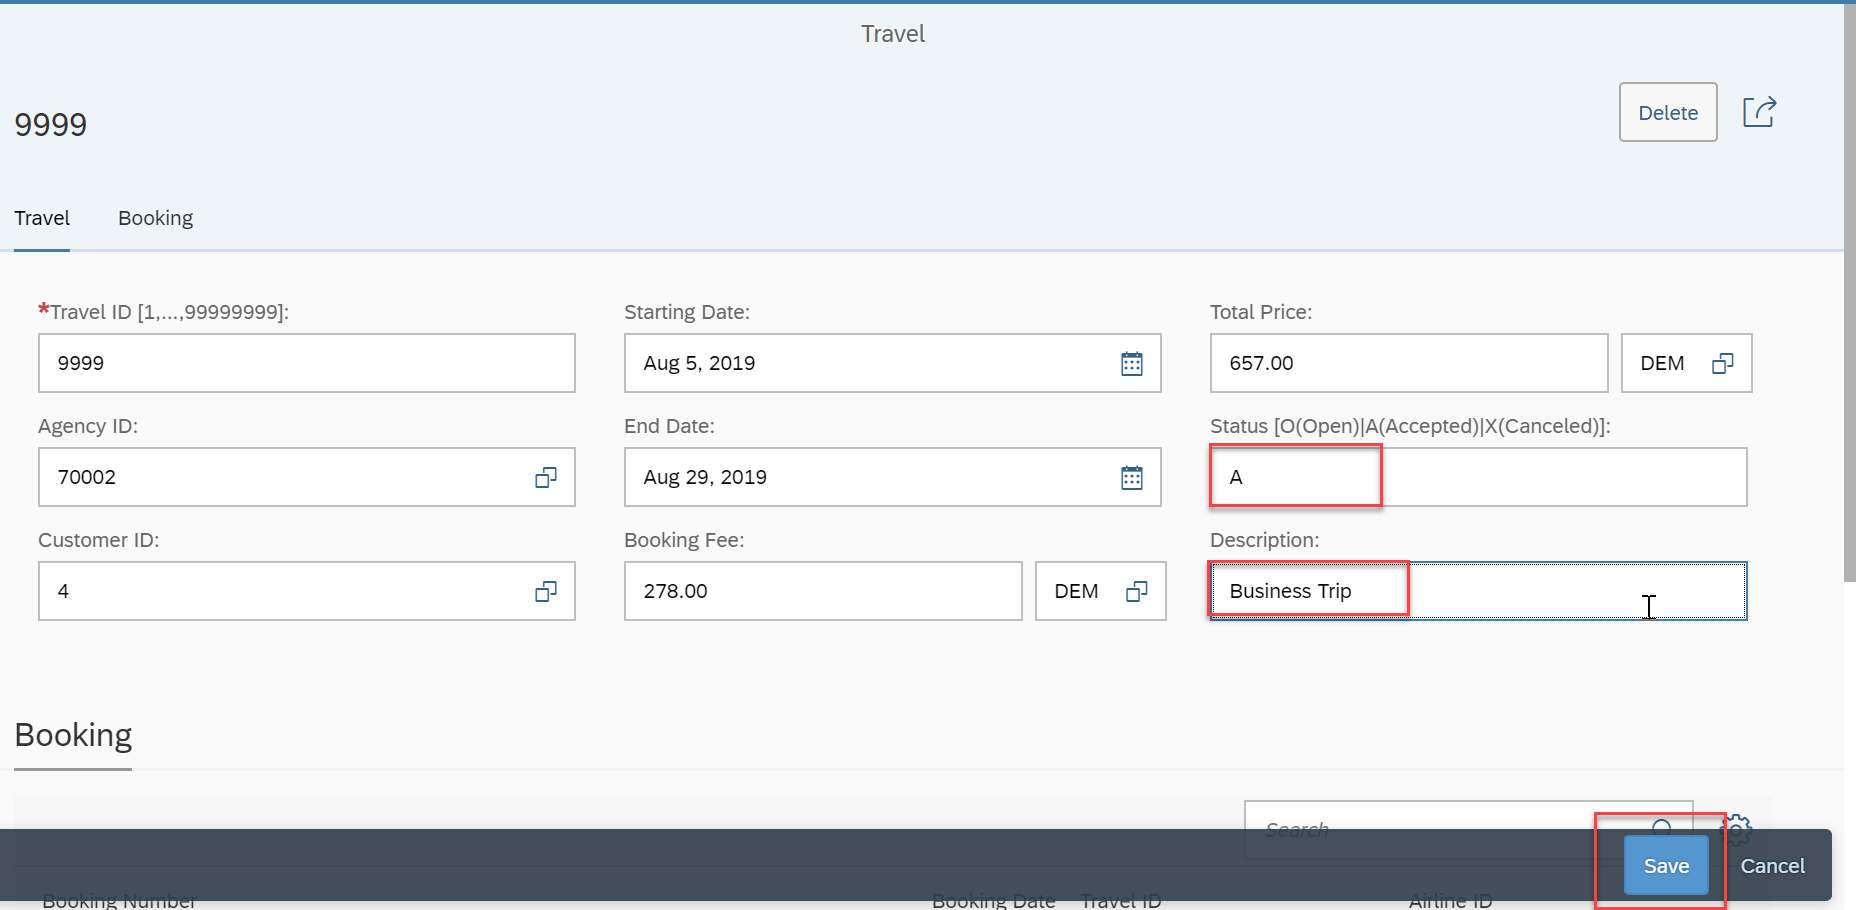 Travel
9999
Delete
Travel Booking
*Travel ID [1,...,99999999]: Starting Date: Total Price:
9999 Aug 5, 2019 657.00 DEM
Agency ID: End Date: Status [O(Open)|A(Accepted)|X(Canceled)]:
70002 Aug 29, 2019 A
Customer ID: Booking Fee: Description:
4 278.00 DEM Business Trip
Booking
Search
Save Cancel
Booking Number Booking Date Travel ID Airline ID